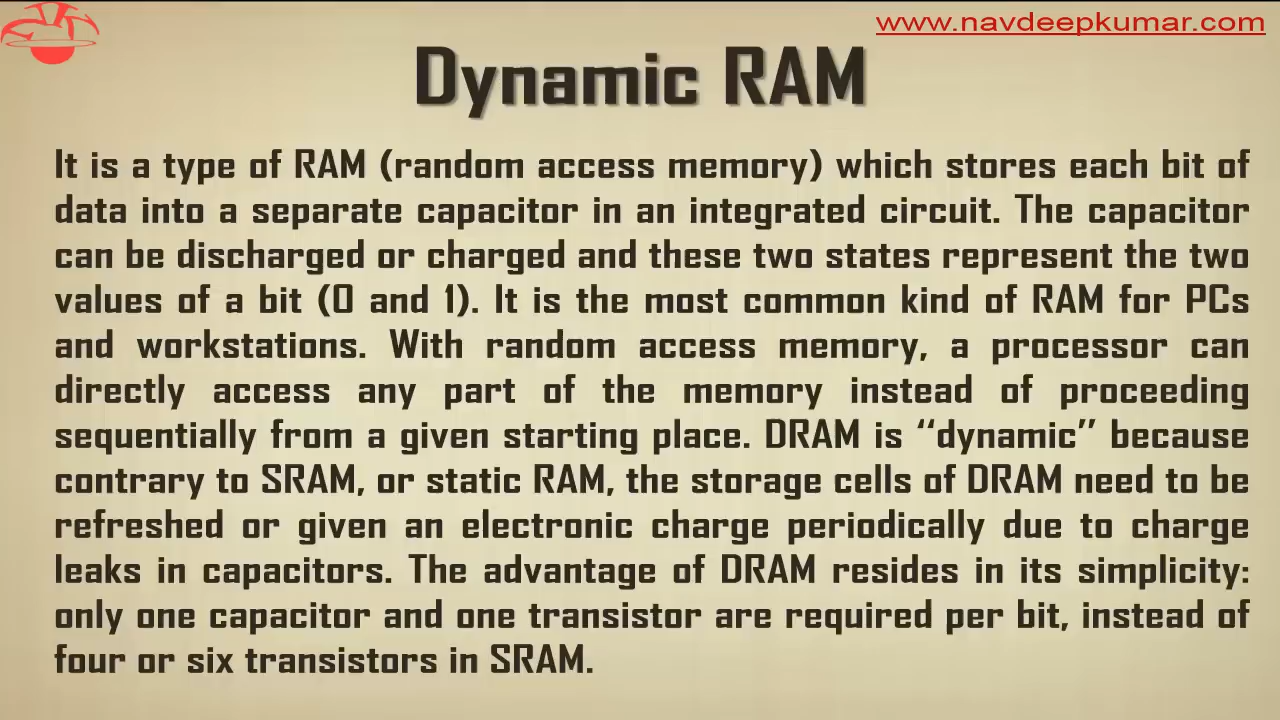 www.navdeepkumar.com
Dynamic RAM
It is a type of RAM (random access memory) which stores each bit of
data into a separate capacitor in an integrated circuit. The capacitor
can be discharged or charged and these two states represent the two
values of a bit (0 and 1). It is the most common kind of RAM for PCs
and workstations. With random access memory, a processor can
directly access any part of the memory instead of proceeding
sequentially from a given starting place. DRAM is “dynamic” because
contrary to SRAM, or static RAM, the storage cells of DRAM need to be
refreshed or given an electronic charge periodically due to charge
leaks in capacitors. The advantage of DRAM resides in its simplicity:
only one capacitor and one transistor are required per bit, instead of
four or six transistors in SRAM.